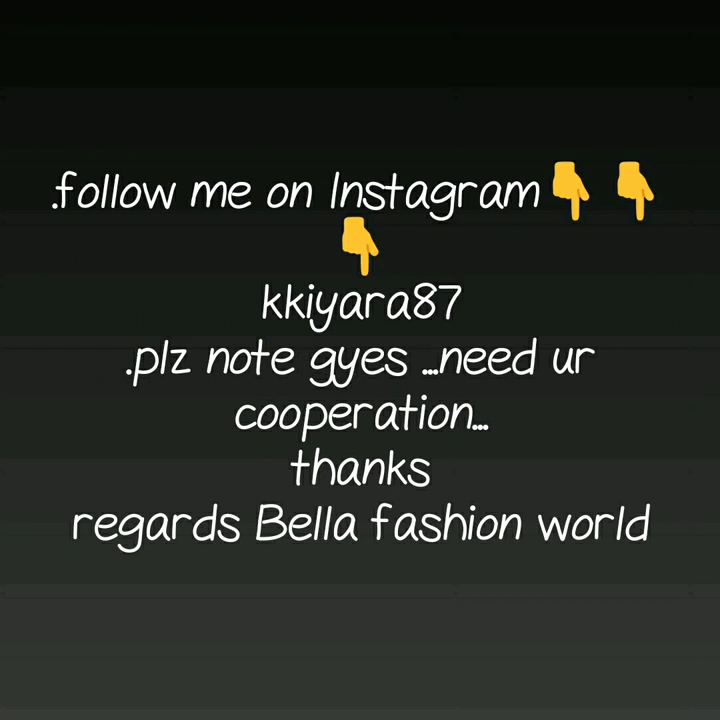 .follow me on Instagram👇 👇
👇
kkiyara87
.plz note gyes ...need ur
cooperation...
thanks
regards Bella fashion world